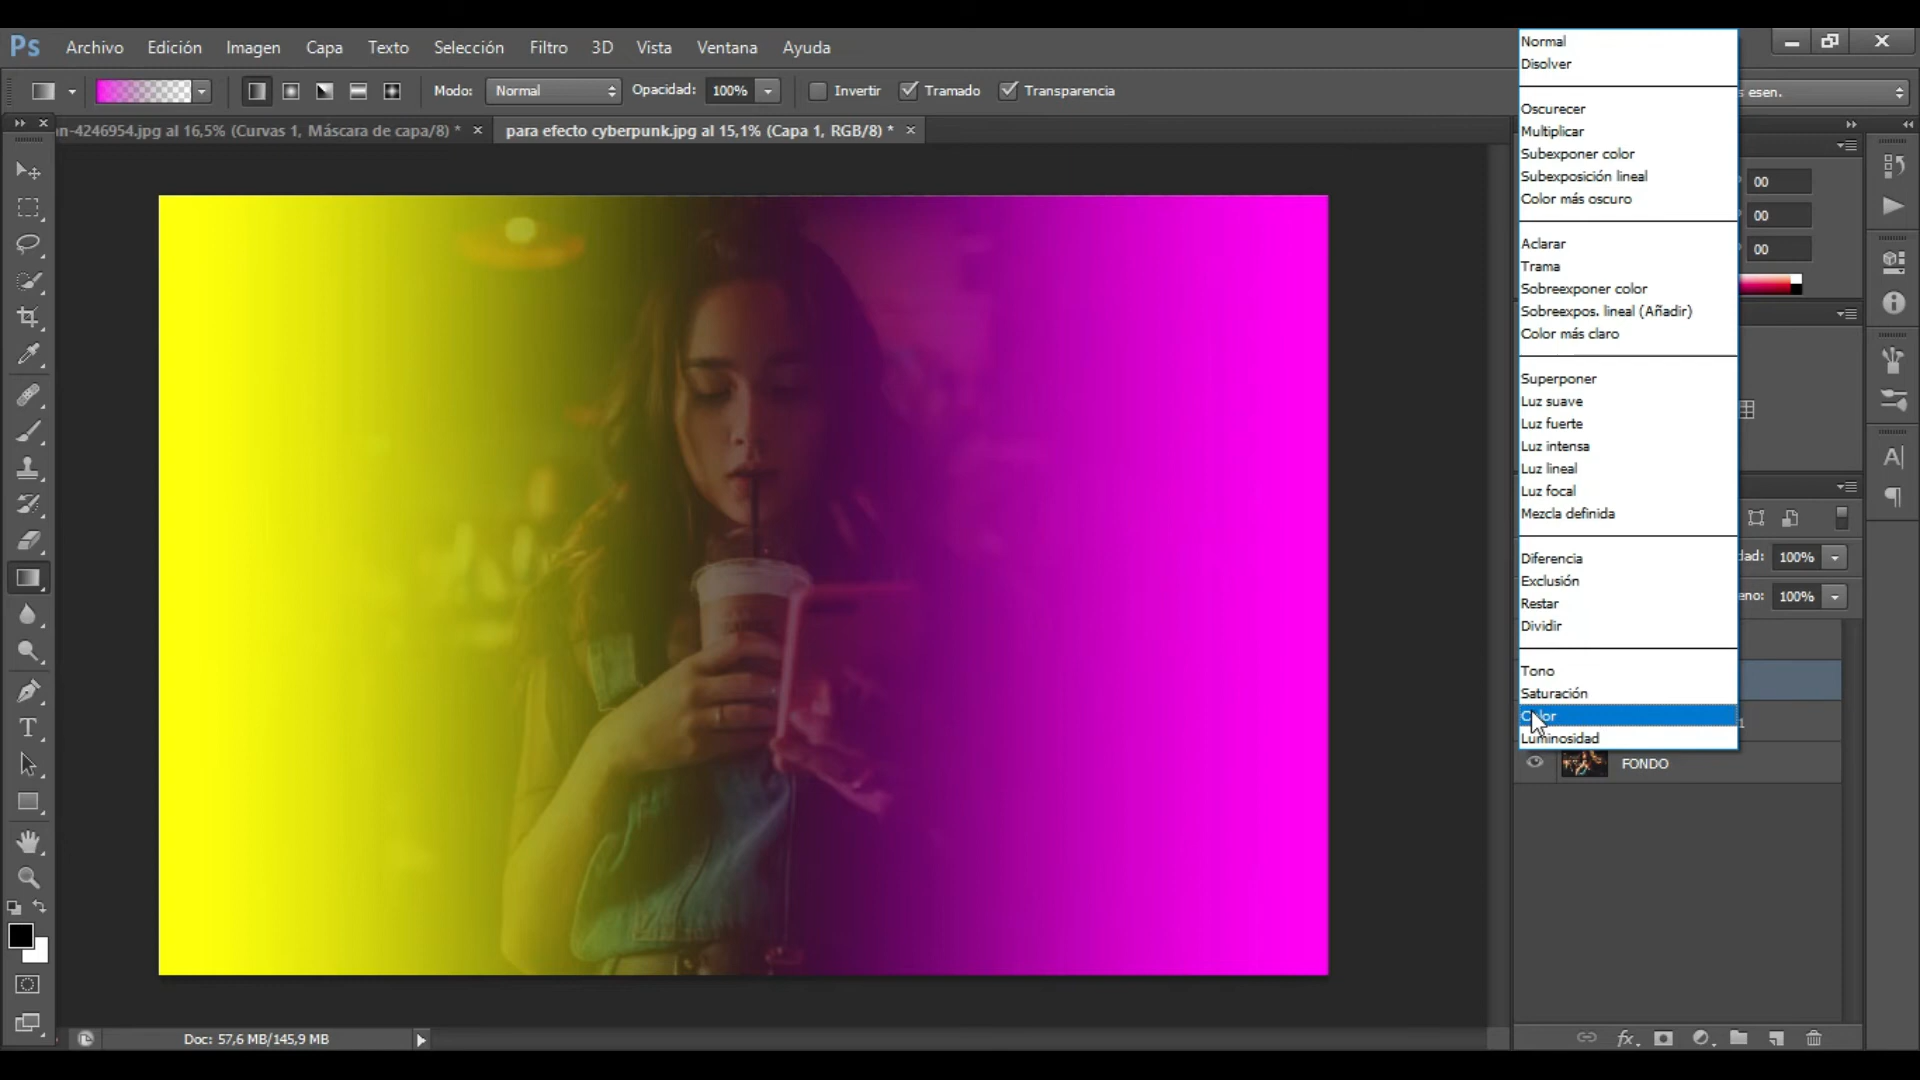 Ps Archivo Edición Imagen Capa Texto Selección Filtro 3D Vista Ventana Ayuda
Modo: Normal Opacidad: 100% Invertir Tramado Transparencia
an-4246954.jpg al 16,5% (Curvas 1, Máscara de capa/8) * × para efecto cyberpunk.jpg al 15,1% (Capa 1, RGB/8) * ×
Normal
Disolver
s esen.
Oscurecer
Multiplicar
Subexponer color
Subexposición lineal
Color más oscuro
00
00
00
Aclarar
Trama
Sobreexponer color
Sobreexpos. lineal (Añadir)
Color más claro
Superponer
Luz suave
Luz fuerte
Luz intensa
Luz lineal
Luz focal
Mezcla definida
Diferencia
Exclusión
Restar
Dividir
dad: 100%
eno: 100%
Tono
Saturación
Color
Luminosidad
1
FONDO
Doc: 57,6 MB/145,9 MB
fx